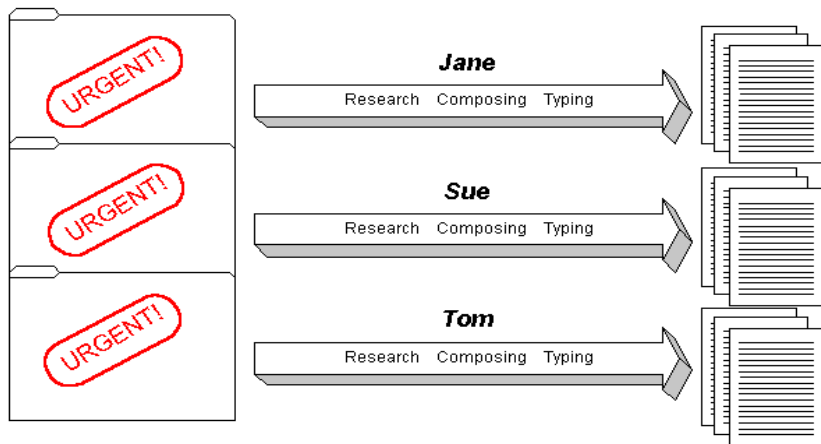 URGENT!
Jane
Research Composing Typing
URGENT!
Sue
Research Composing Typing
URGENT!
Tom
Research Composing Typing